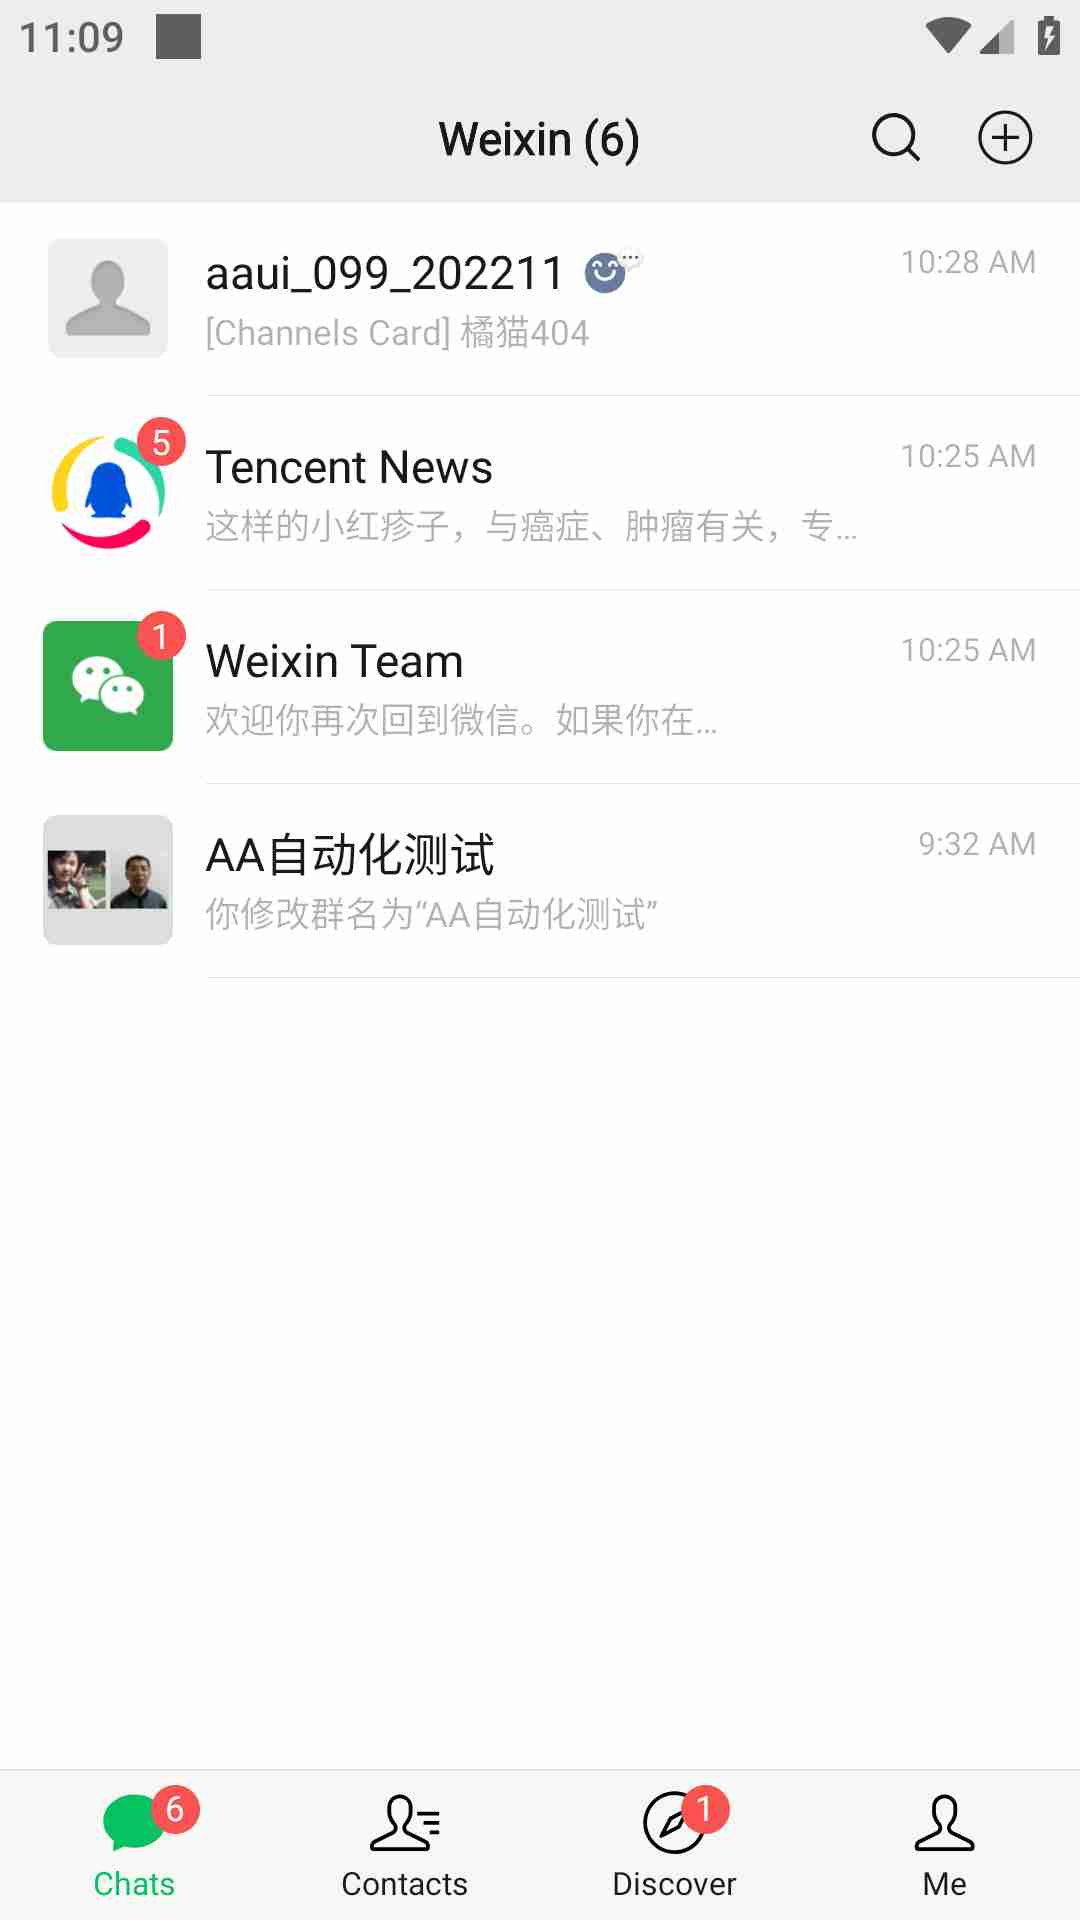 11:09
Weixin (6)
aaui_099_202211
10:28 AM
[Channels Card] 橘猫404
5
Tencent News
10:25 AM
这样的小红疹子，与癌症、肿瘤有关，专...
1
Weixin Team
10:25 AM
欢迎你再次回到微信。如果你在...
AA自动化测试
9:32 AM
你修改群名为“AA自动化测试”
6
1
Chats
Contacts
Discover
Me